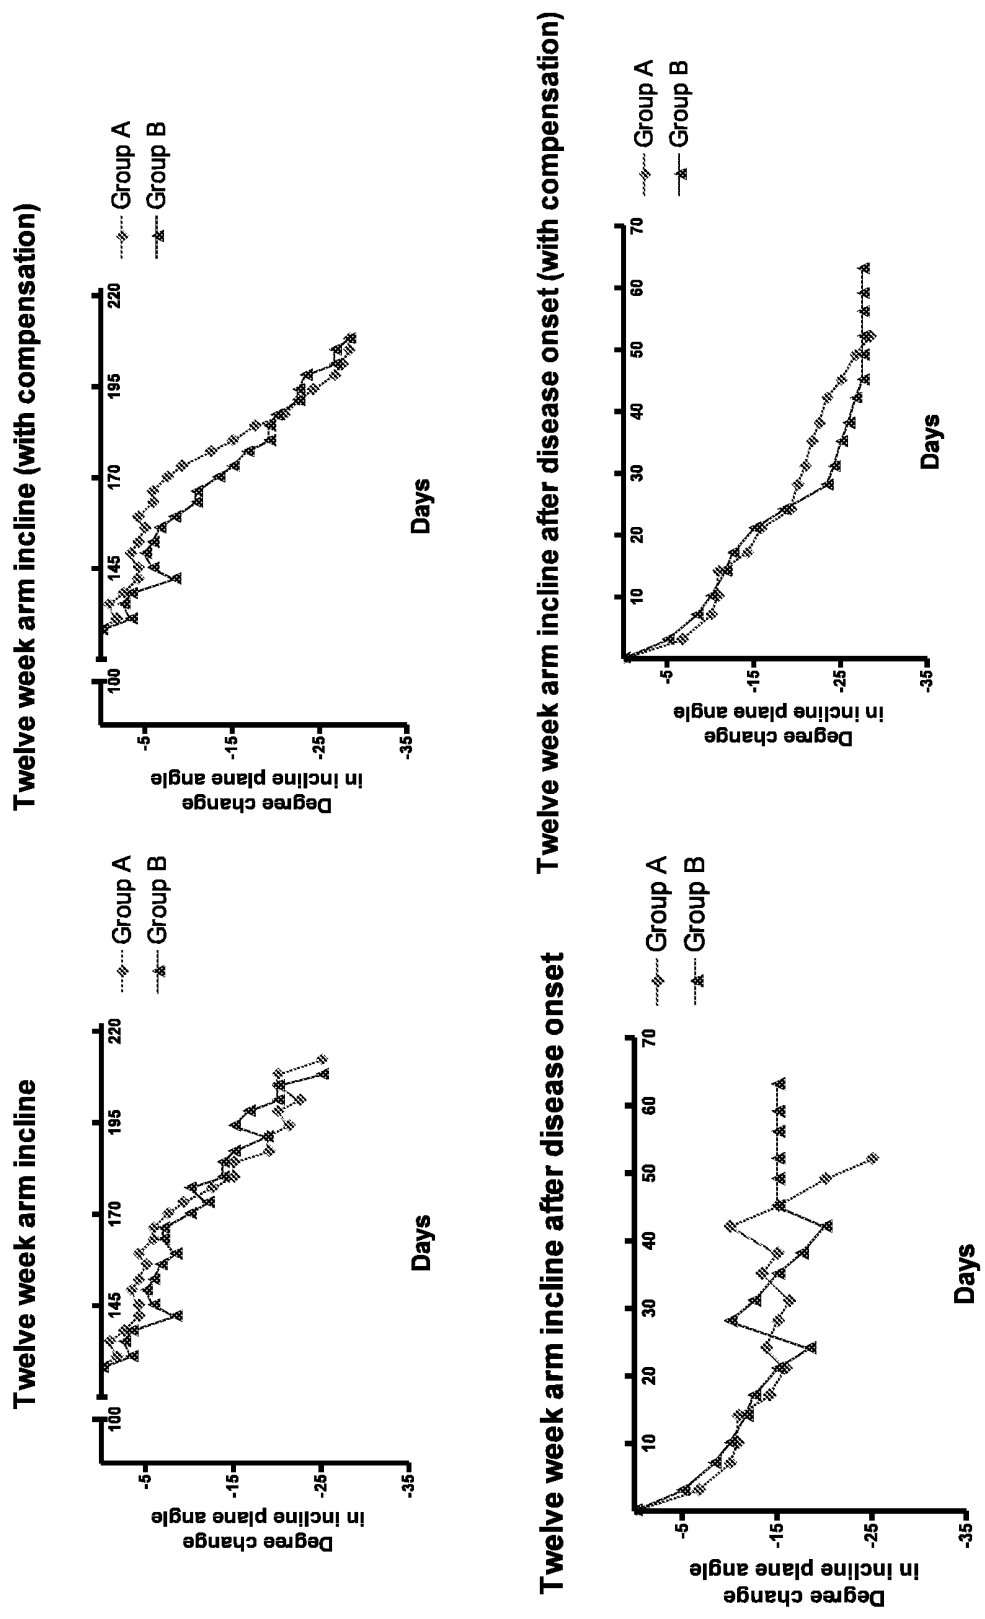 Twelve week arm incline
Group A
Group B
100
145
170
195
220
-5
-15
-25
-35
Degree change
in incline plane angle
Days
Twelve week arm incline (with compensation)
Group A
Group B
100
145
170
195
220
-5
-15
-25
-35
Degree change
in incline plane angle
Days
Twelve week arm incline after disease onset
Group A
Group B
10
20
30
40
50
60
70
-5
-15
-25
-35
Degree change
in incline plane angle
Days
Twelve week arm incline after disease onset (with compensation)
Group A
Group B
10
20
30
40
50
60
70
-5
-15
-25
-35
Degree change
in incline plane angle
Days